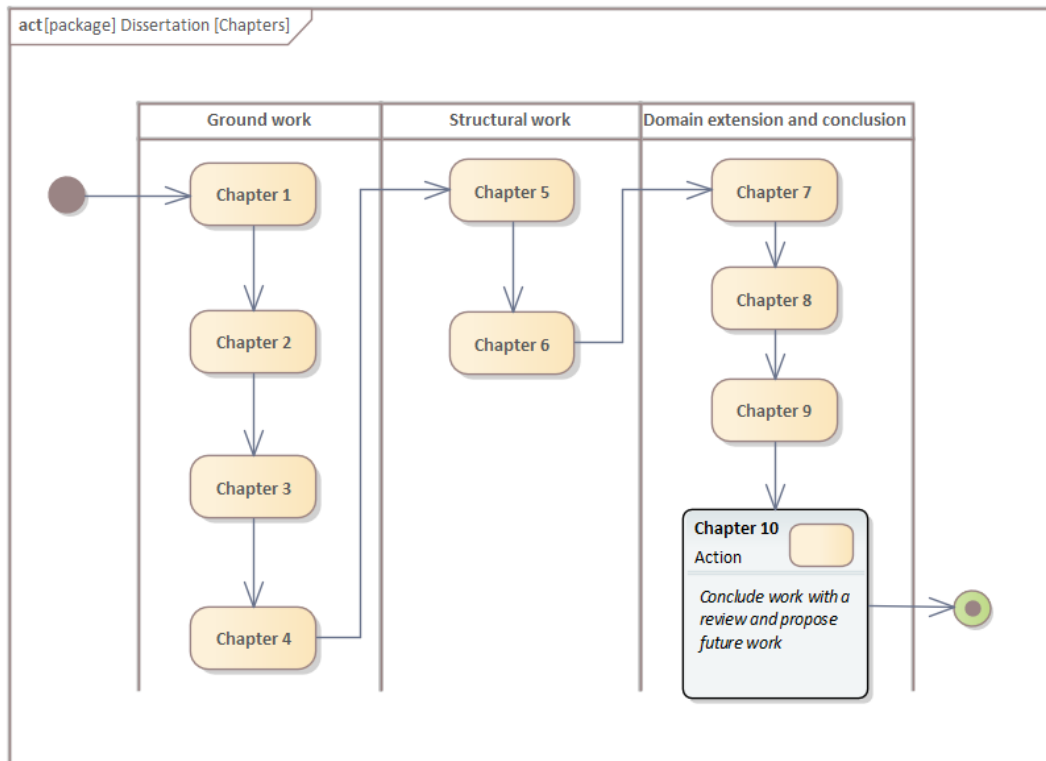 act[package] Dissertation [Chapters]
Ground work
Structural work
Domain extension and conclusion
Chapter 1
Chapter 2
Chapter 3
Chapter 4
Chapter 5
Chapter 6
Chapter 7
Chapter 8
Chapter 9
Chapter 10
Action
Conclude work with a
review and propose
future work